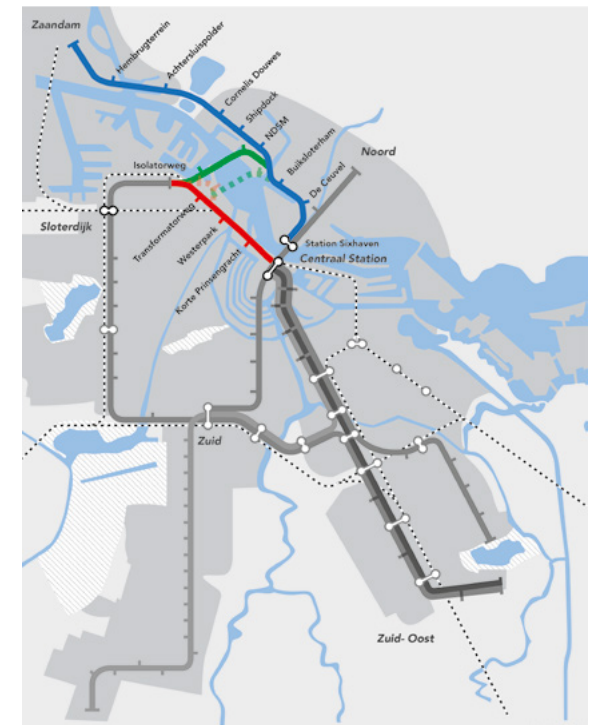 Zaandam
Hembrugterrein
Achtersluispolder
Cornelis Douwes
Shipdock
NDSM
Buiksloterham
De Ceuvel
Noord
Isolatorweg
Transformatorweg
Westerpark
Korte Prinsengracht
Sloterdijk
Station Sixhaven
Centraal Station
Zuid
Zuid- Oost